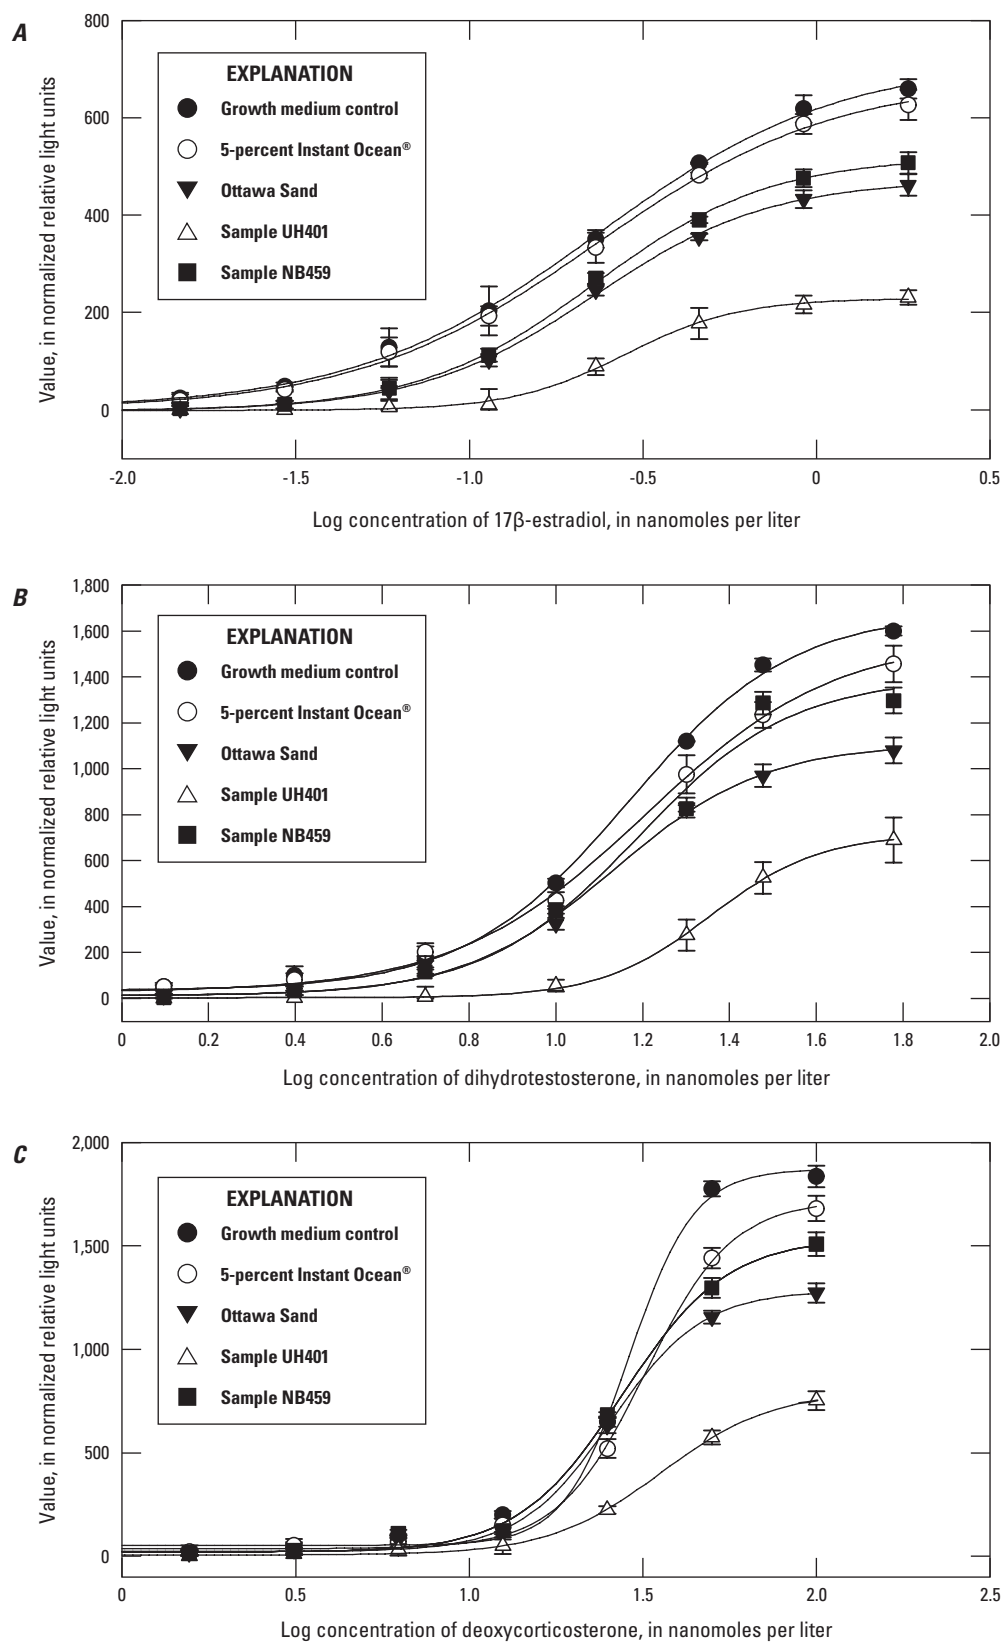 A
800
600
400
200
0
Value, in normalized relative light units
EXPLANATION
Growth medium control
5-percent Instant Ocean®
Ottawa Sand
Sample UH401
Sample NB459
-2.0 -1.5 -1.0 -0.5 0 0.5
Log concentration of 17β-estradiol, in nanomoles per liter
B
1,800
1,600
1,400
1,200
1,000
800
600
400
200
0
Value, in normalized relative light units
EXPLANATION
Growth medium control
5-percent Instant Ocean®
Ottawa Sand
Sample UH401
Sample NB459
0 0.2 0.4 0.6 0.8 1.0 1.2 1.4 1.6 1.8 2.0
Log concentration of dihydrotestosterone, in nanomoles per liter
C
2,000
1,500
1,000
500
0
Value, in normalized relative light units
EXPLANATION
Growth medium control
5-percent Instant Ocean®
Ottawa Sand
Sample UH401
Sample NB459
0 0.5 1.0 1.5 2.0 2.5
Log concentration of deoxycorticosterone, in nanomoles per liter